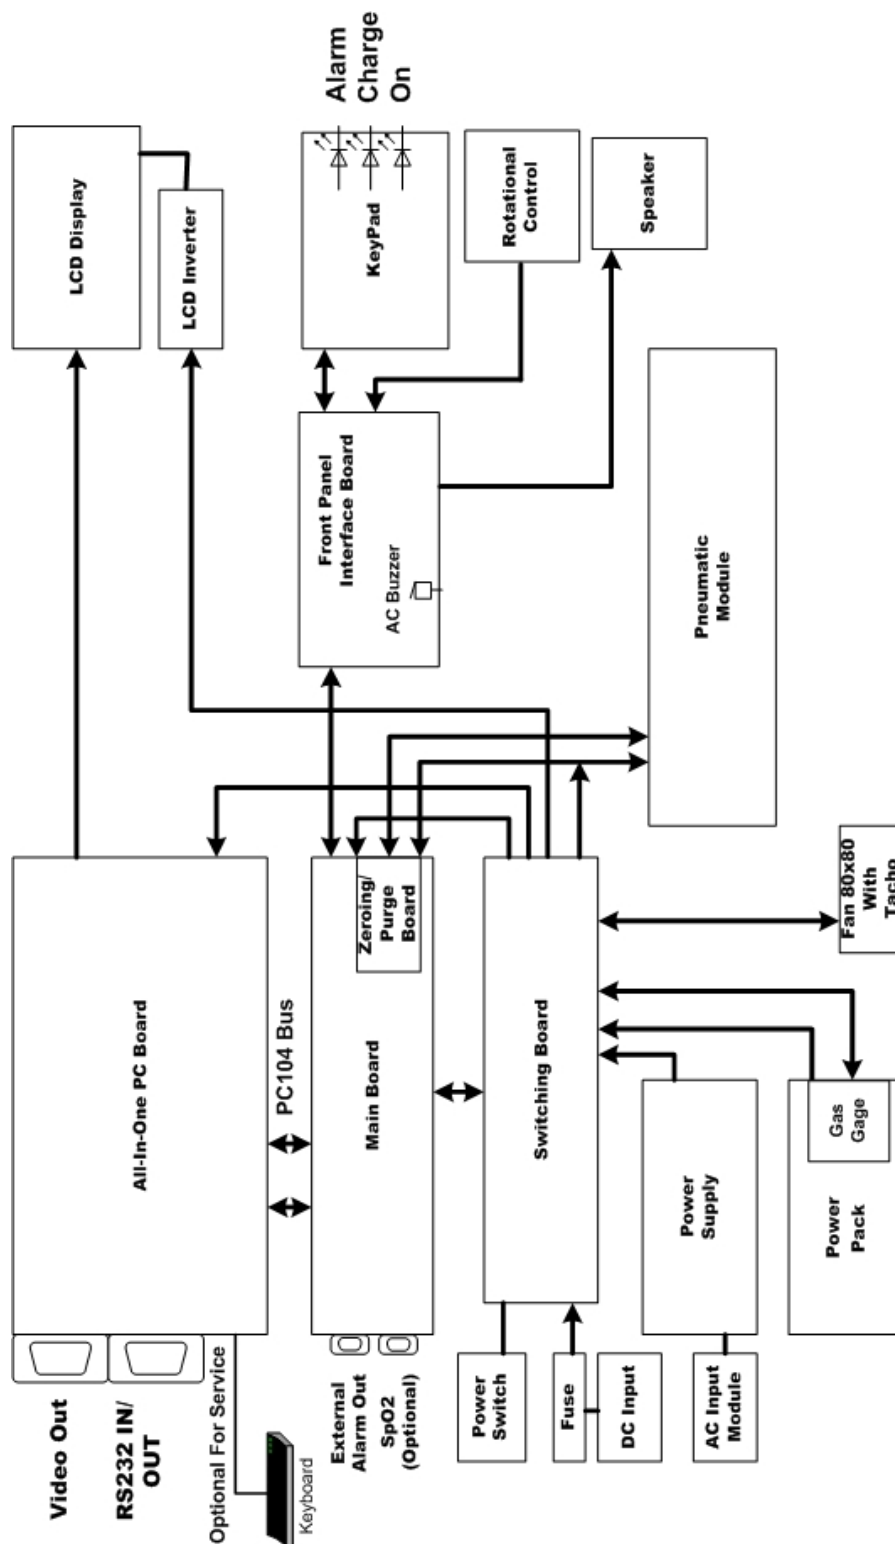 Video Out
RS232 IN/
OUT
Optional For Service
Keyboard
All-In-One PC Board
LCD Display
LCD Inverter
PC104 Bus
External
Alarm Out
SpO2
(Optional)
Main Board
Zeroing/
Purge
Board
Front Panel
Interface Board
AC Buzzer
KeyPad
Alarm
Charge
On
Rotational
Control
Speaker
Power
Switch
Fuse
DC Input
Switching Board
AC Input
Module
Power
Supply
Pneumatic
Module
Power
Pack
Gas
Gage
Fan 80x80
With
Tacho